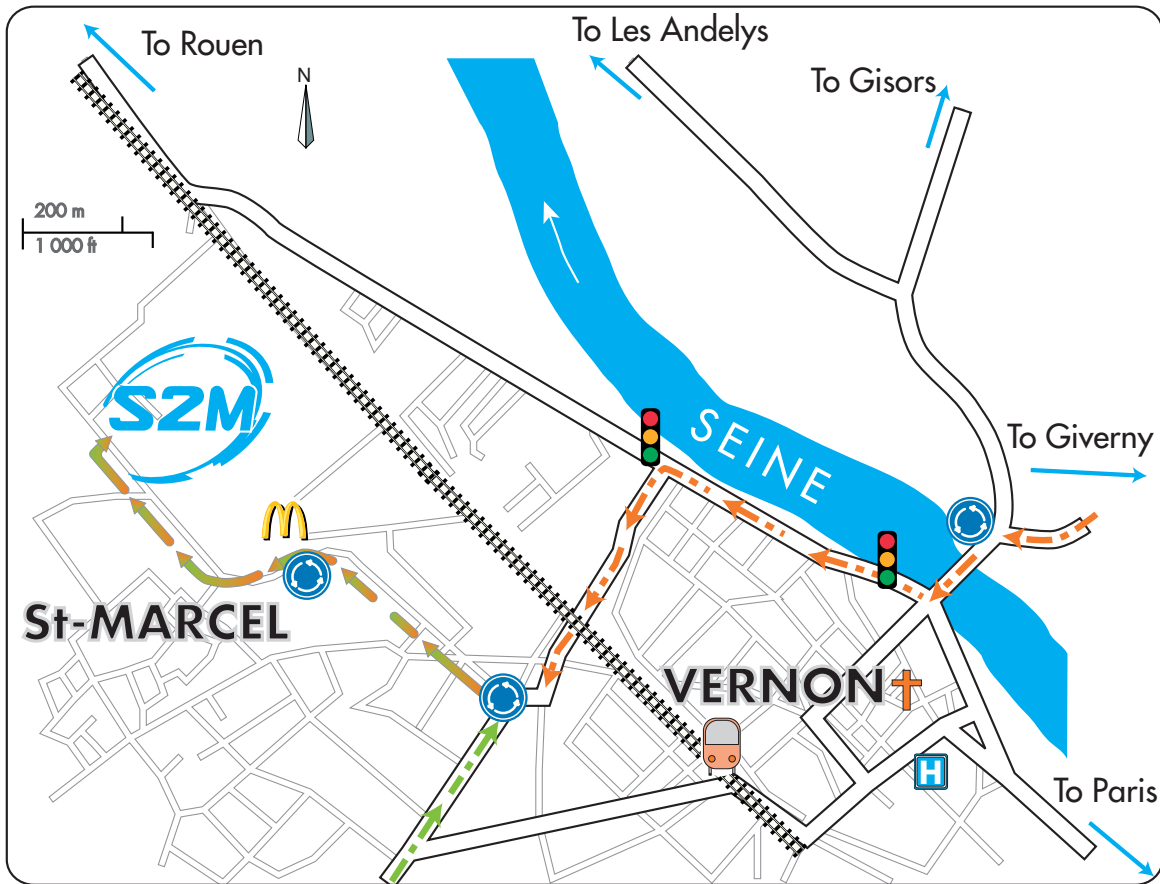 To Rouen
To Les Andelys
To Gisors
N
200 m
1 000 ft
S2M
SEINE
To Giverny
St-MARCEL
VERNON
H
To Paris